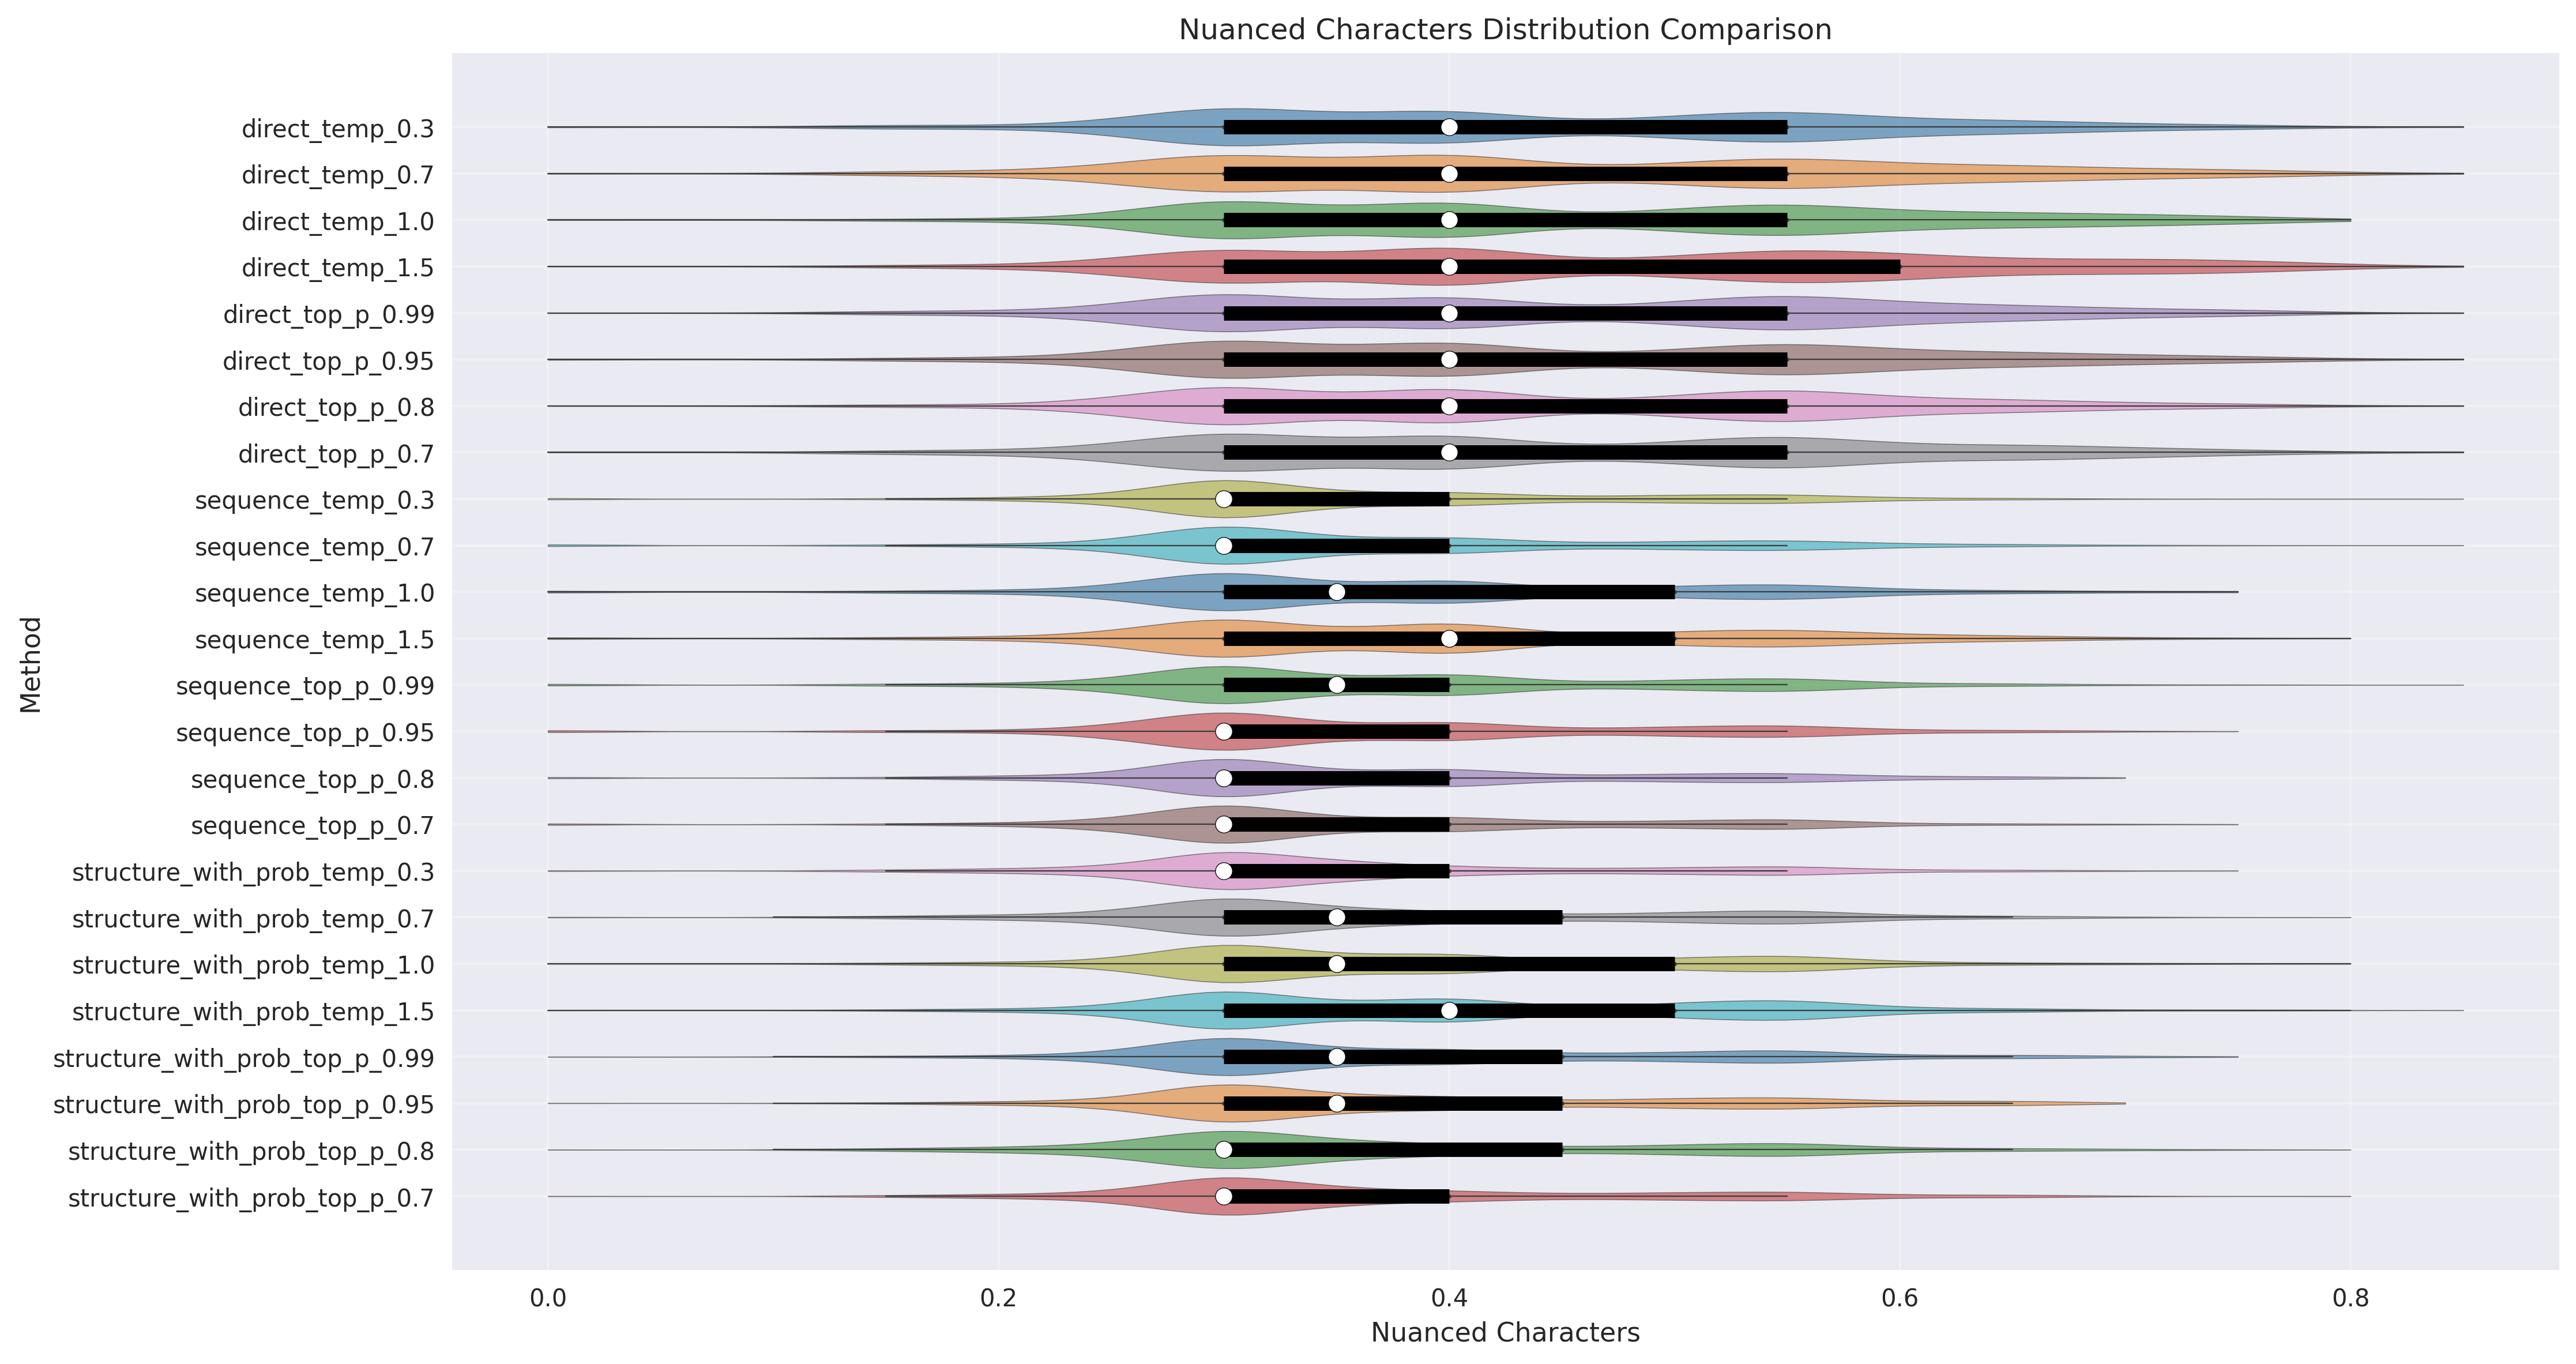 Nuanced Characters Distribution Comparison
direct_temp_0.3
direct_temp_0.7
direct_temp_1.0
direct_temp_1.5
direct_top_p_0.99
direct_top_p_0.95
direct_top_p_0.8
direct_top_p_0.7
sequence_temp_0.3
sequence_temp_0.7
sequence_temp_1.0
sequence_temp_1.5
sequence_top_p_0.99
sequence_top_p_0.95
sequence_top_p_0.8
sequence_top_p_0.7
structure_with_prob_temp_0.3
structure_with_prob_temp_0.7
structure_with_prob_temp_1.0
structure_with_prob_temp_1.5
structure_with_prob_top_p_0.99
structure_with_prob_top_p_0.95
structure_with_prob_top_p_0.8
structure_with_prob_top_p_0.7
Method
0.0 0.2 0.4 0.6 0.8
Nuanced Characters